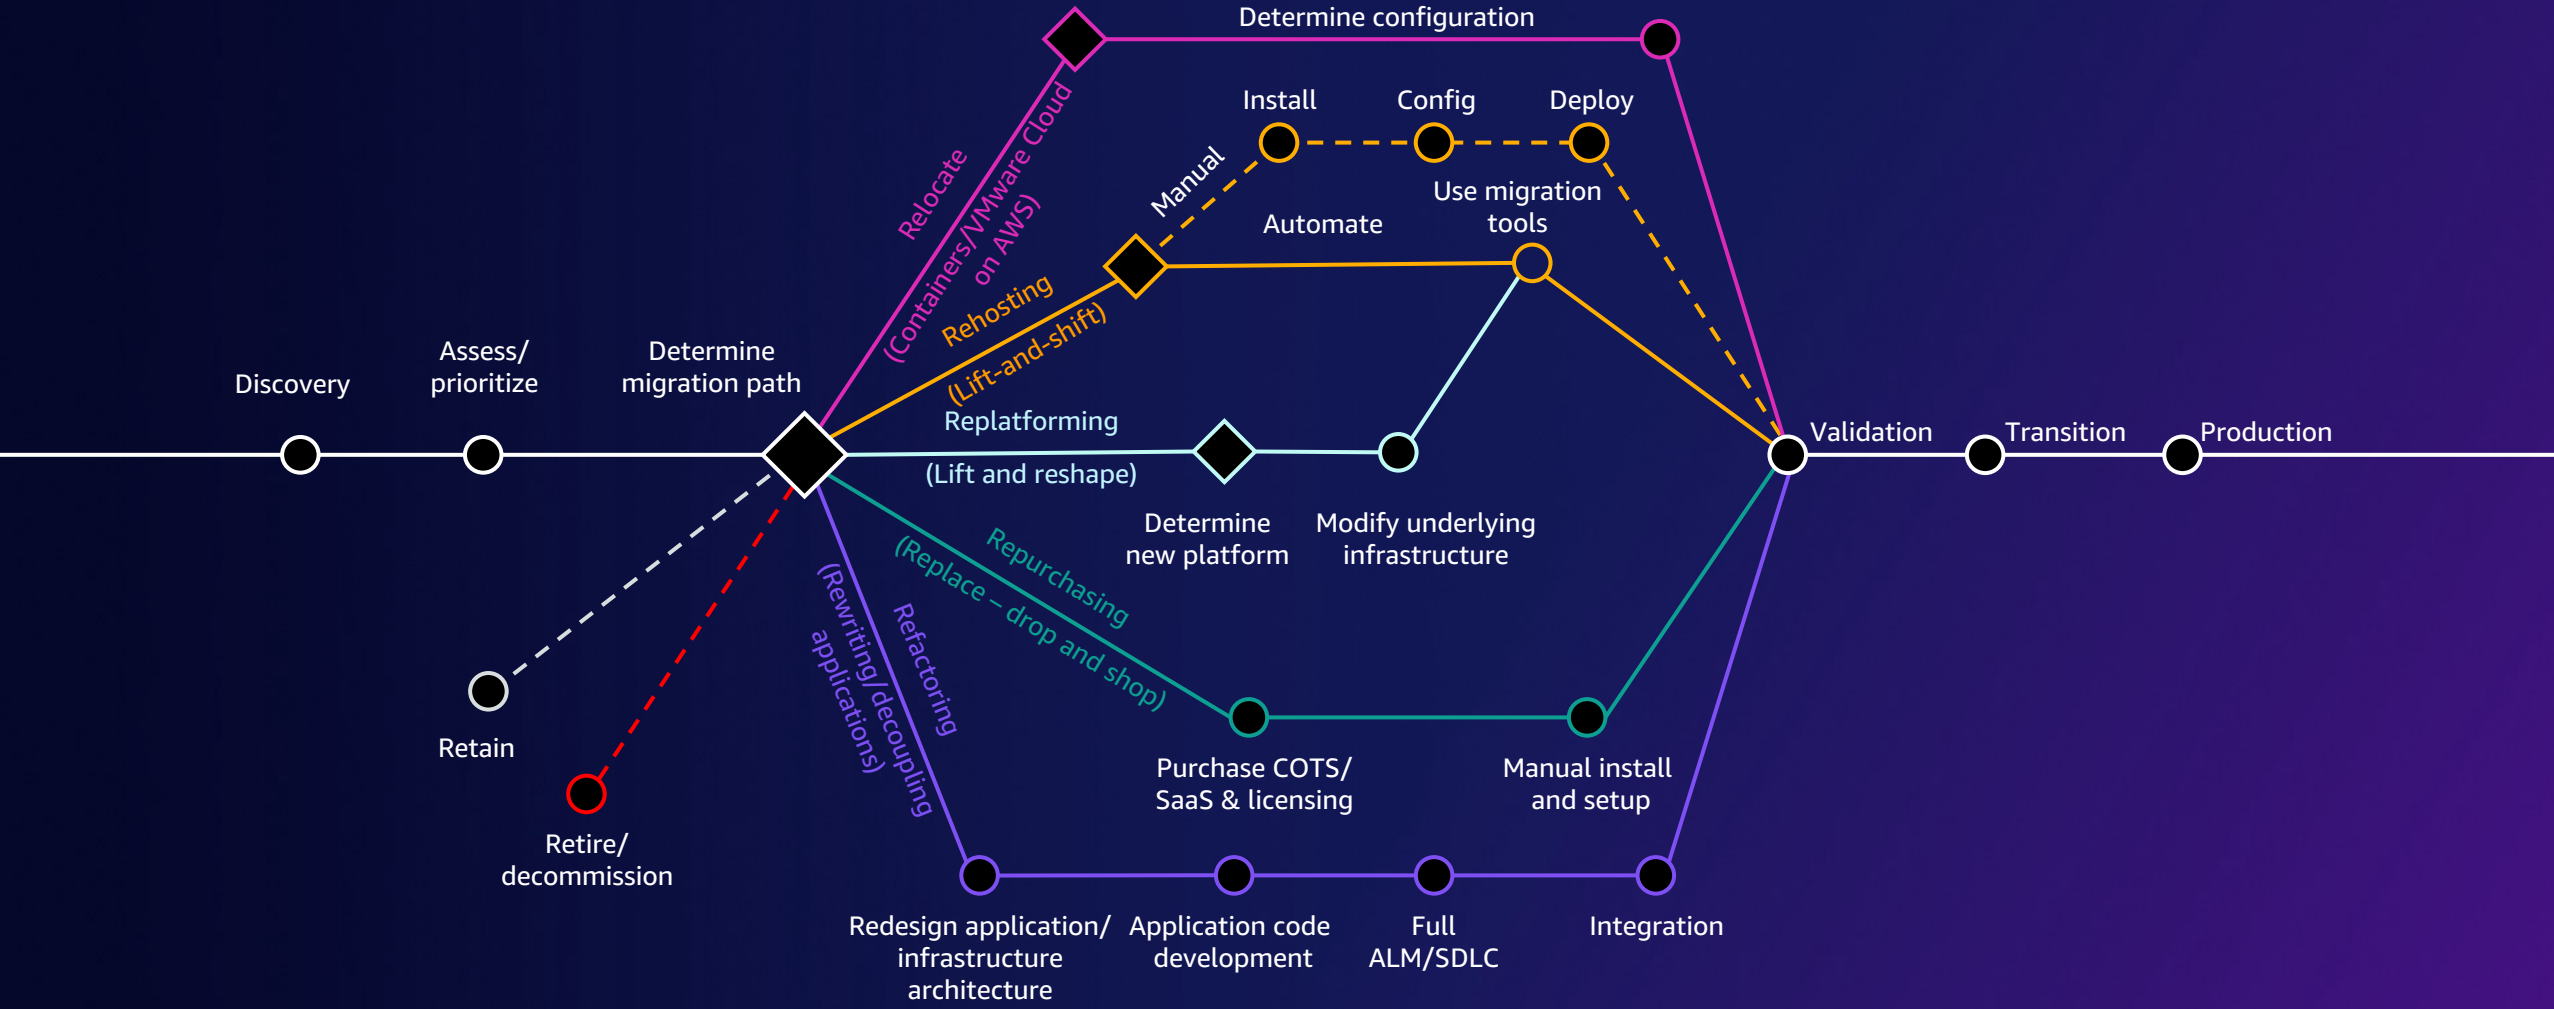 Determine configuration
Install
Config
Deploy
Manual
Use migration
tools
Automate
Relocate
(Containers/VMware Cloud
on AWS)
Rehosting
(Lift-and-shift)
Discovery
Assess/
prioritize
Determine
migration path
Replatforming
(Lift and reshape)
Validation
Transition
Production
Determine
new platform
Modify underlying
infrastructure
Repurchasing
(Replace – drop and shop)
Refactoring
(Rewriting/decoupling
applications)
Retain
Retire/
decommission
Purchase COTS/
SaaS & licensing
Manual install
and setup
Redesign application/
infrastructure
architecture
Application code
development
Full
ALM/SDLC
Integration